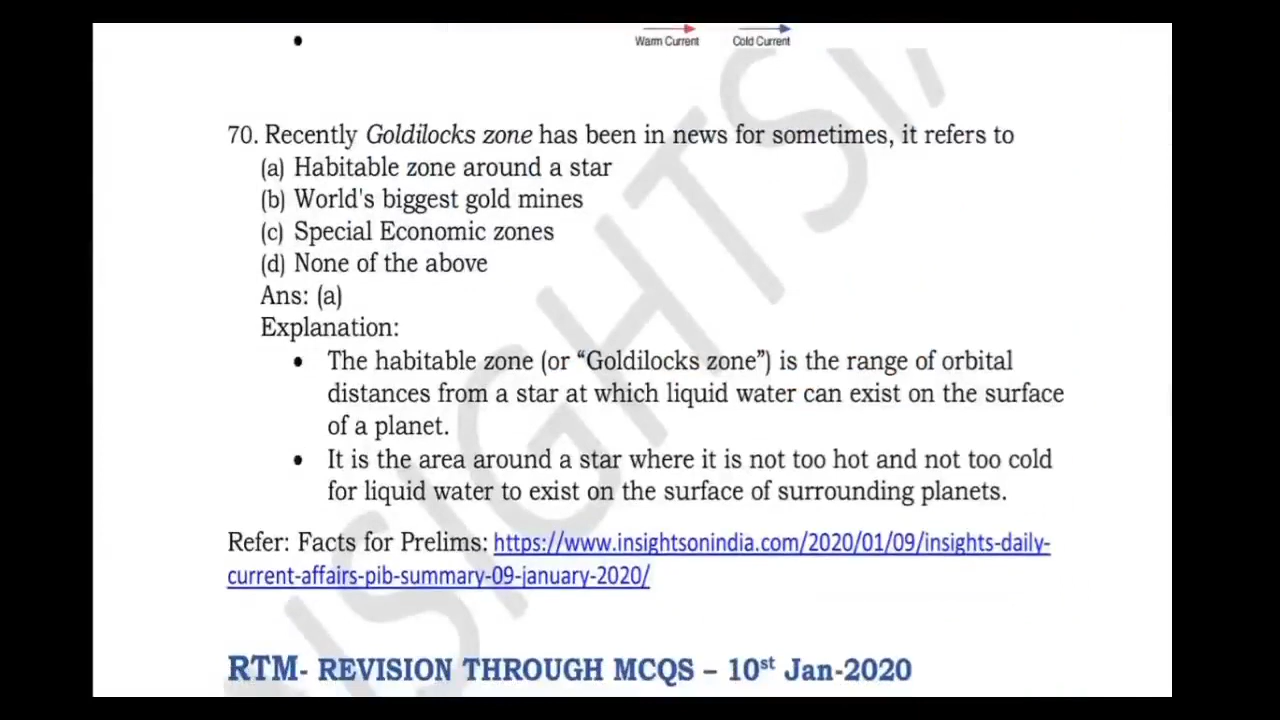 Warm Current Cold Current
70. Recently Goldilocks zone has been in news for sometimes, it refers to
(a) Habitable zone around a star
(b) World's biggest gold mines
(c) Special Economic zones
(d) None of the above
Ans: (a)
Explanation:
• The habitable zone (or “Goldilocks zone”) is the range of orbital
distances from a star at which liquid water can exist on the surface
of a planet.
• It is the area around a star where it is not too hot and not too cold
for liquid water to exist on the surface of surrounding planets.
Refer: Facts for Prelims: https://www.insightsonindia.com/2020/01/09/insights-daily-
current-affairs-pib-summary-09-january-2020/
RTM- REVISION THROUGH MCQS – 10st Jan-2020
INSIGHTSI